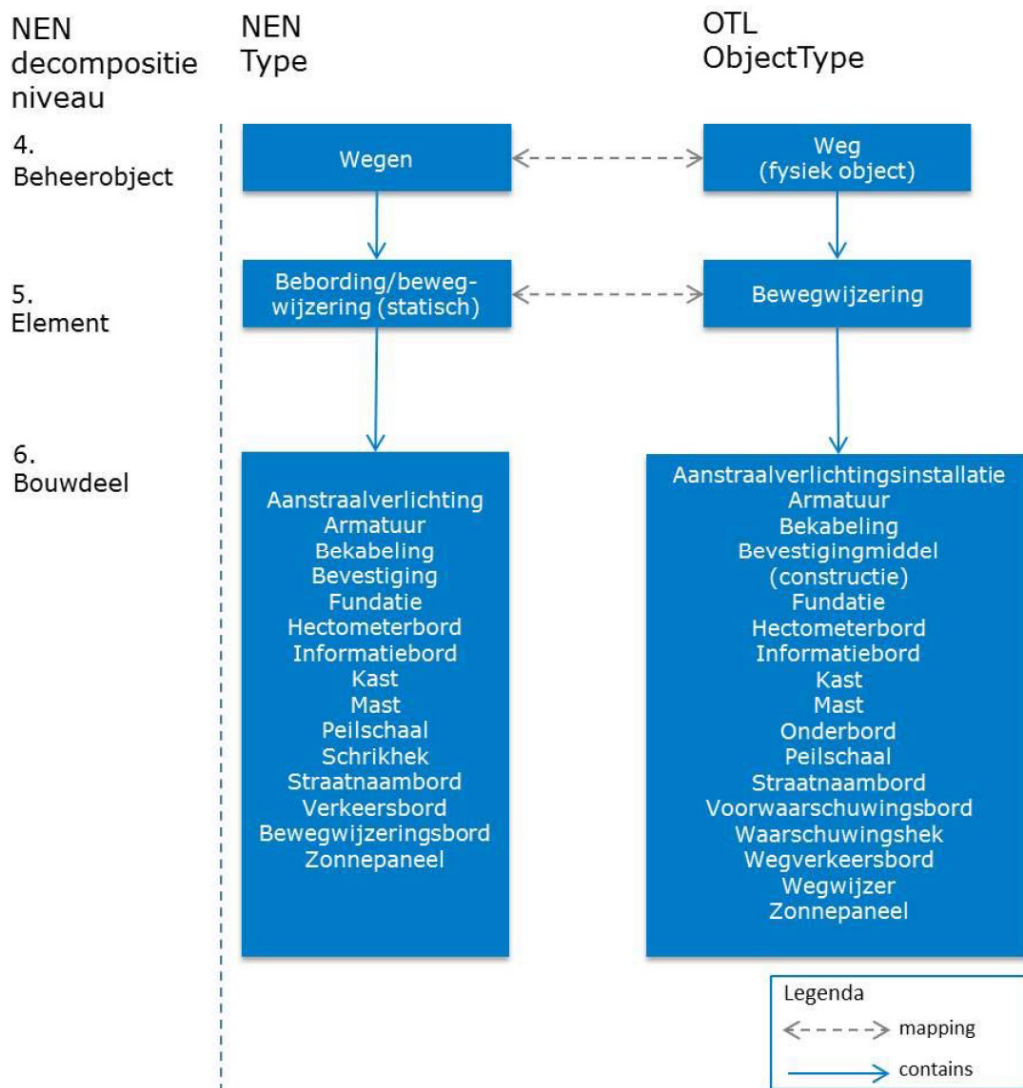 NEN
decompositie
niveau
NEN
Type
OTL
ObjectType
4.
Beheerobject
Wegen
Weg
(fysiek object)
5.
Element
Bebording/beweg-
wijzering (statisch)
Bewegwijzering
6.
Bouwdeel
Aanstraalverlichting
Armatuur
Bekabeling
Bevestiging
Fundatie
Hectometerbord
Informatiebord
Kast
Mast
Peilschaal
Schrikhek
Straatnaambord
Verkeersbord
Bewegwijzeringsbord
Zonnepaneel
Aanstraalverlichtingsinstallatie
Armatuur
Bekabeling
Bevestigingmiddel
(constructie)
Fundatie
Hectometerbord
Informatiebord
Kast
Mast
Onderbord
Peilschaal
Straatnaambord
Voorwaarschuwingsbord
Waarschuwingshek
Wegverkeersbord
Wegwijzer
Zonnepaneel
Legenda
mapping
contains